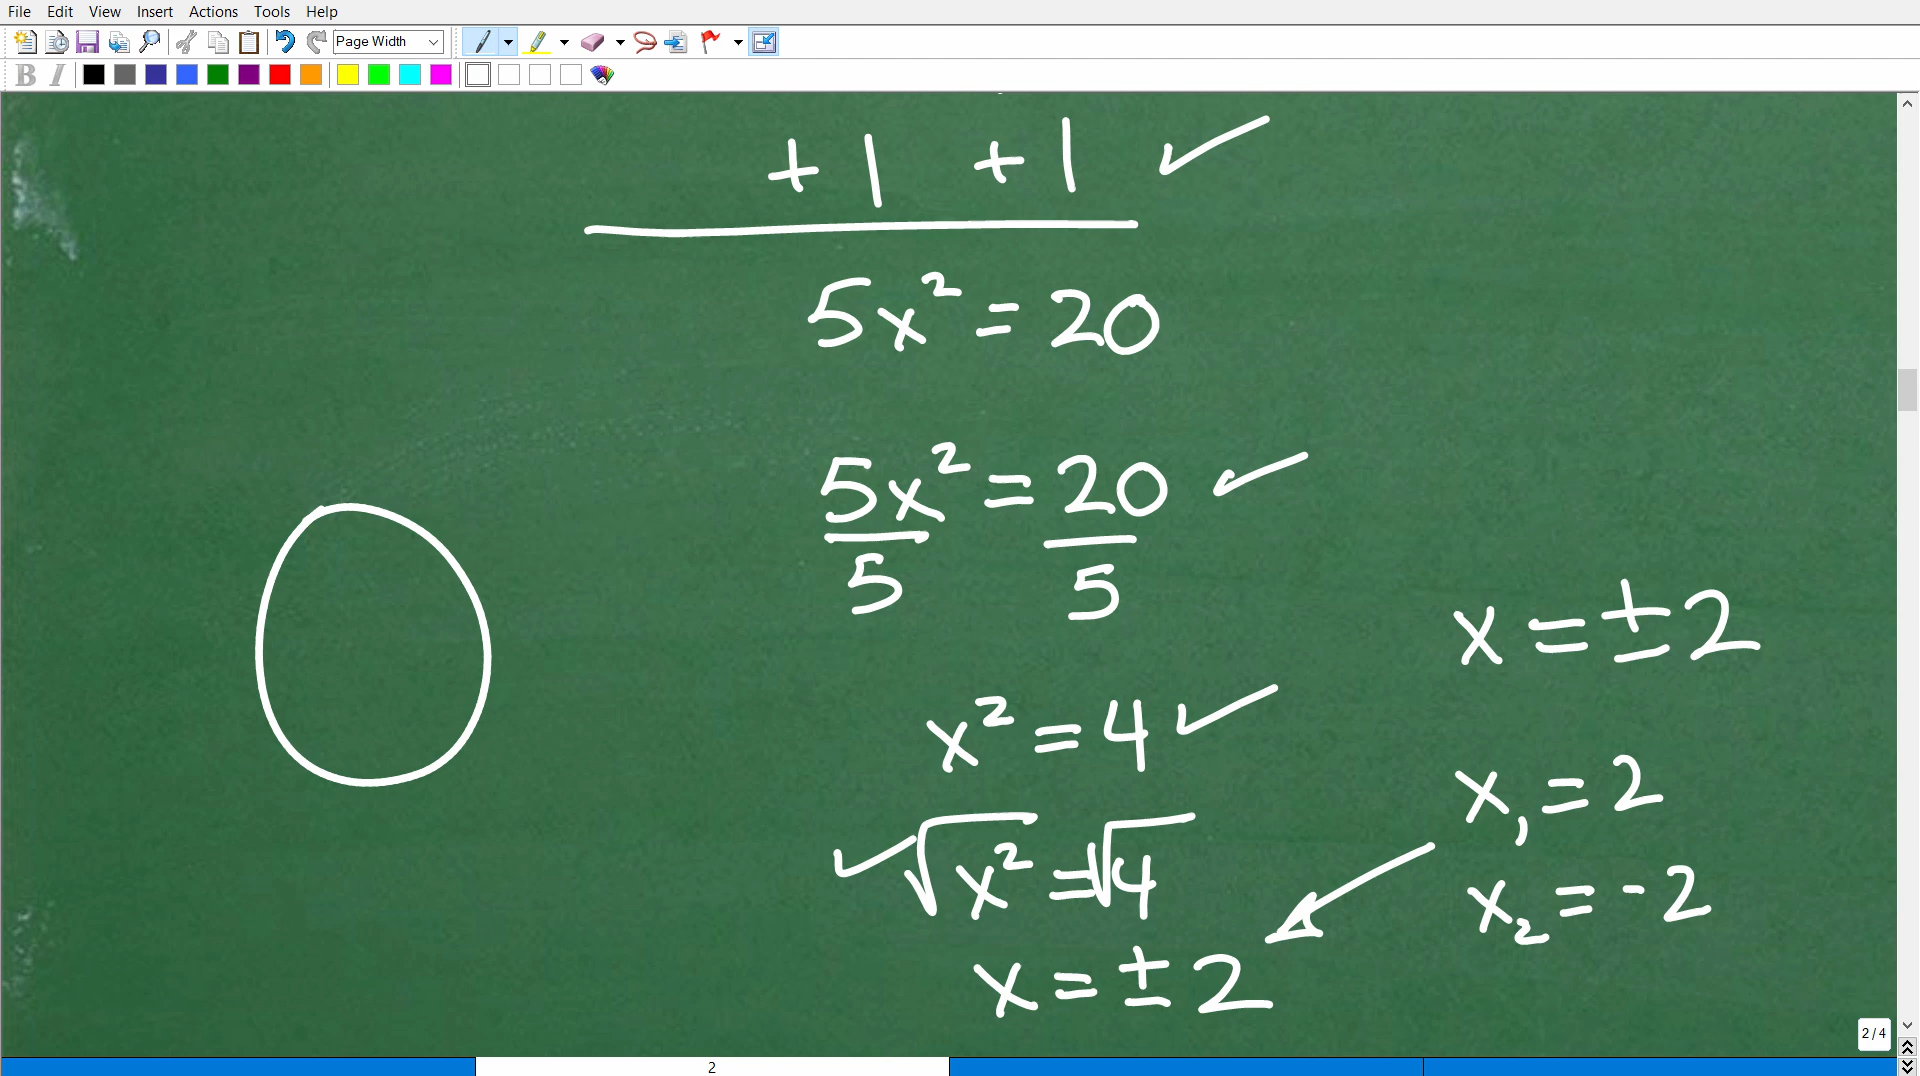 File Edit View Insert Actions Tools Help
Page Width
B I
+1 +1 ✓
5x² = 20
5x² = 20 ✓
5 5
x² = 4 ✓
✓ √x² = √4
x = ±2
x = ±2
x₁ = 2
x₂ = -2
2 / 4
2